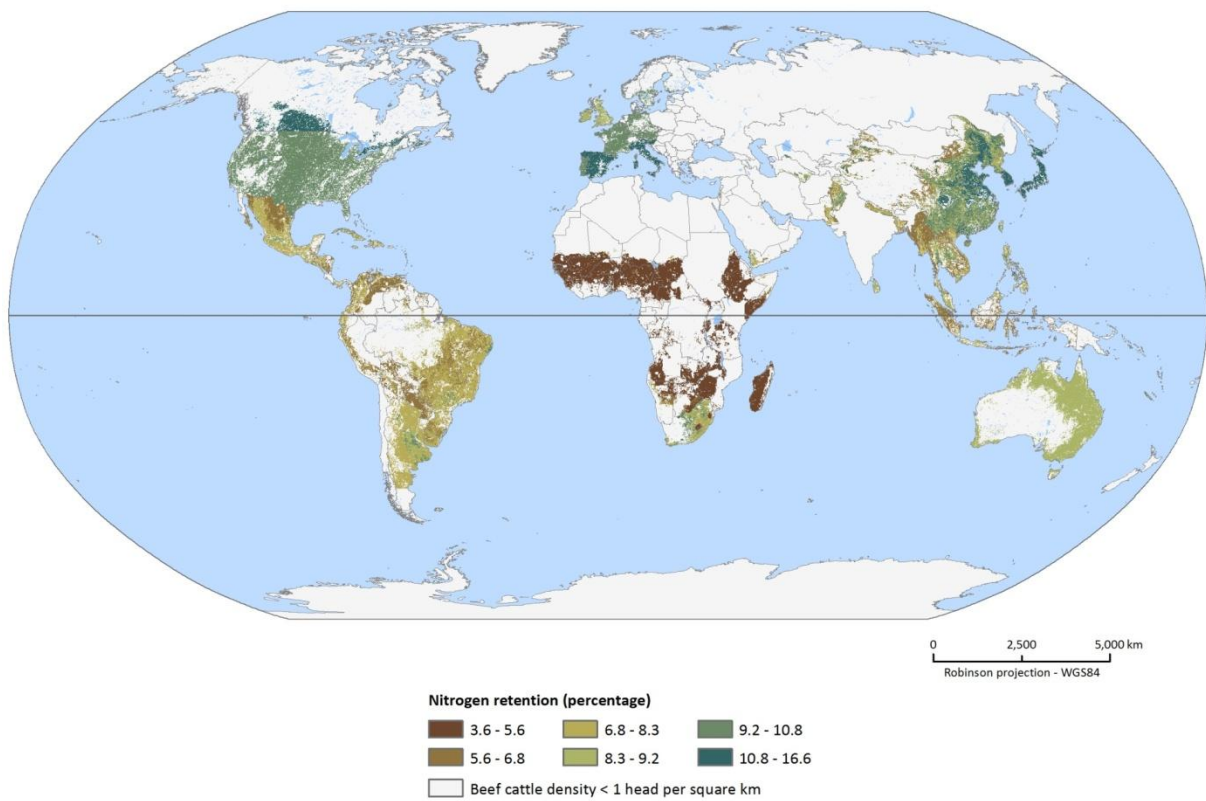 0 2,500 5,000 km
Robinson projection - WGS84
Nitrogen retention (percentage)
3.6 - 5.6 6.8 - 8.3 9.2 - 10.8
5.6 - 6.8 8.3 - 9.2 10.8 - 16.6
Beef cattle density < 1 head per square km